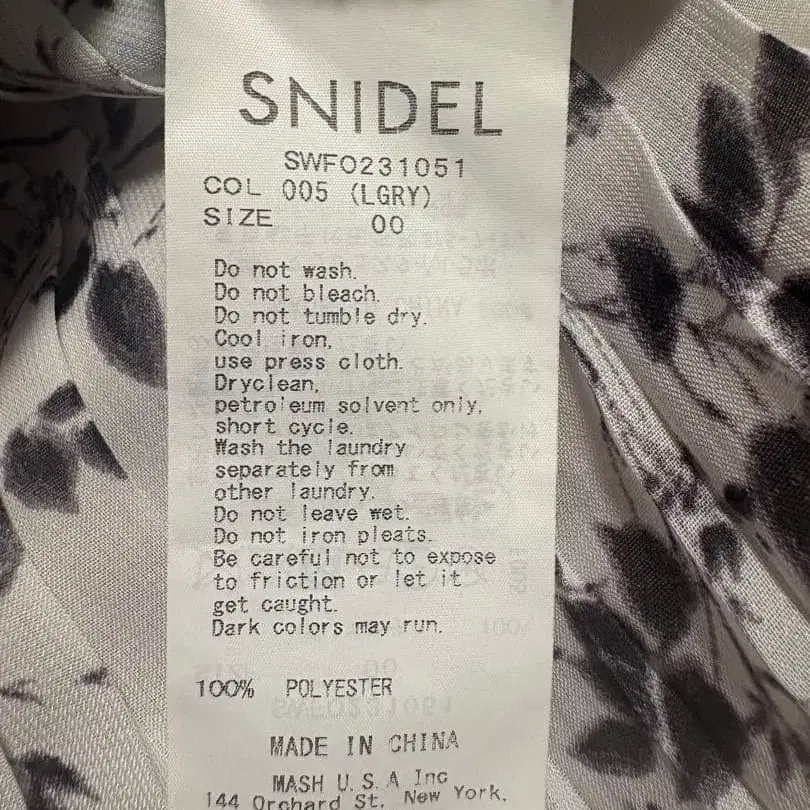 SNIDEL
SWFO231051
COL 005 (LGRY)
SIZE 00
Do not wash.
Do not bleach.
Do not tumble dry.
Cool iron,
use press cloth.
Dryclean,
petroleum solvent only,
short cycle.
Wash the laundry
separately from
other laundry.
Do not leave wet.
Do not iron pleats.
Be careful not to expose
to friction or let it
get caught.
Dark colors may run.
100% POLYESTER
MADE IN CHINA
MASH U.S.A Inc
144 Orchard St, New York,